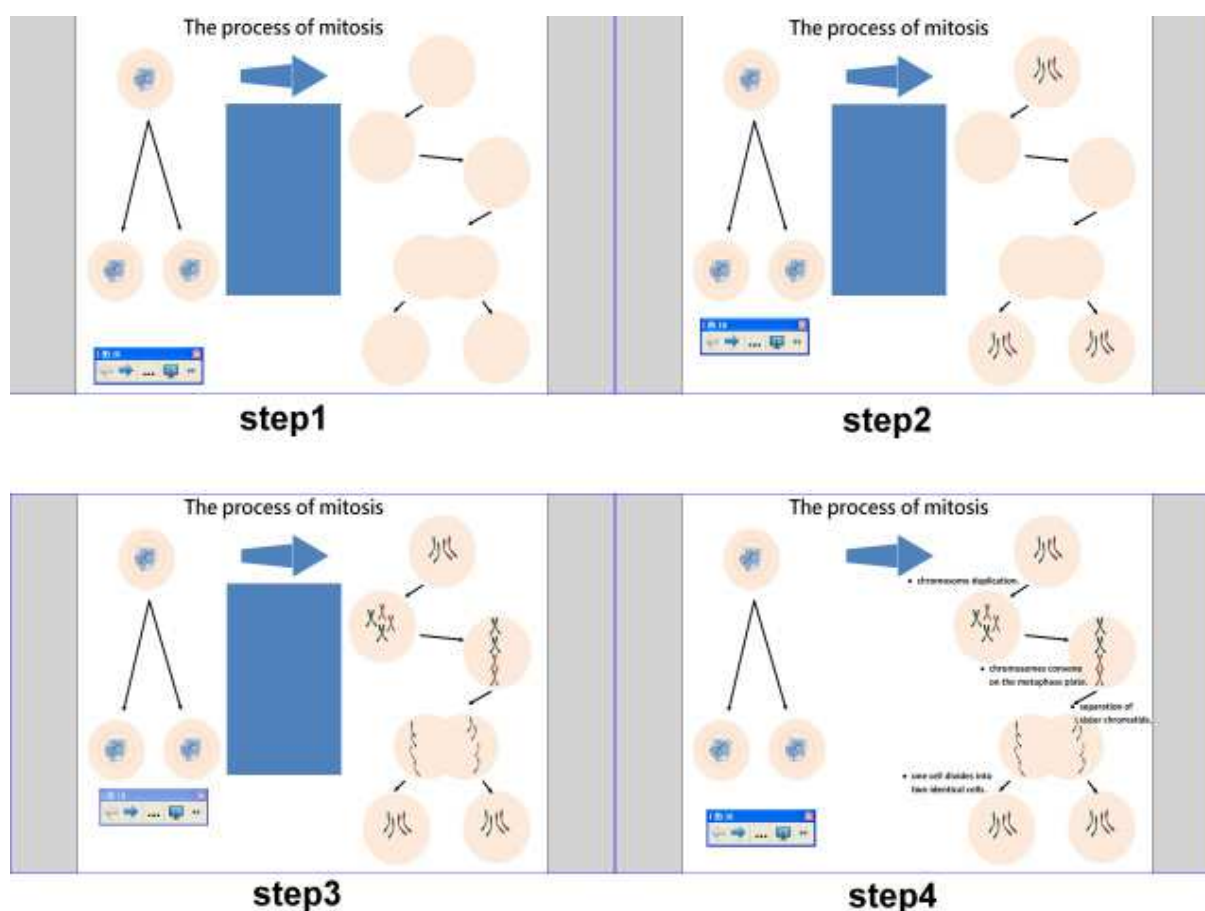 The process of mitosis
The process of mitosis
step1
step2
The process of mitosis
The process of mitosis
• chromosome duplication.
• chromosomes convene
on the metaphase plate.
• separation of
sister chromatids.
• one cell divides into
two identical cells.
step3
step4